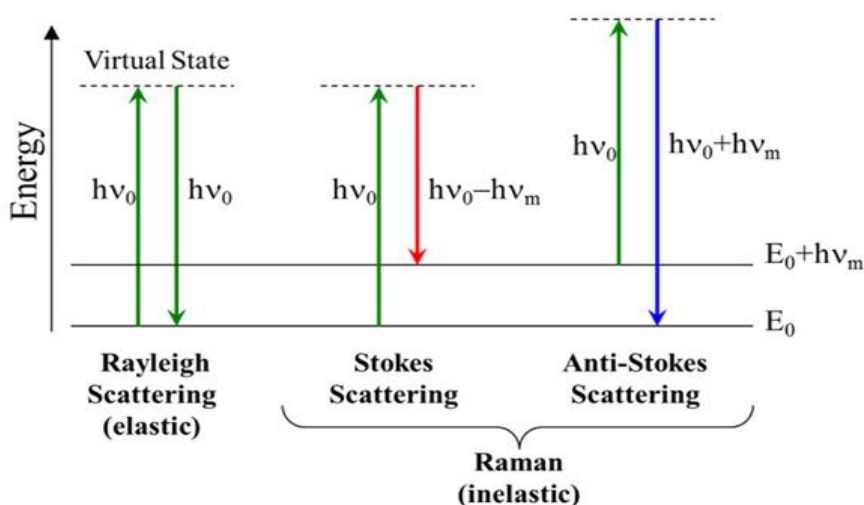 Energy
Virtual State
hν₀
hν₀
hν₀
hν₀–hνₘ
hν₀
hν₀+hνₘ
E₀+hνₘ
E₀
Rayleigh
Scattering
(elastic)
Stokes
Scattering
Anti-Stokes
Scattering
Raman
(inelastic)